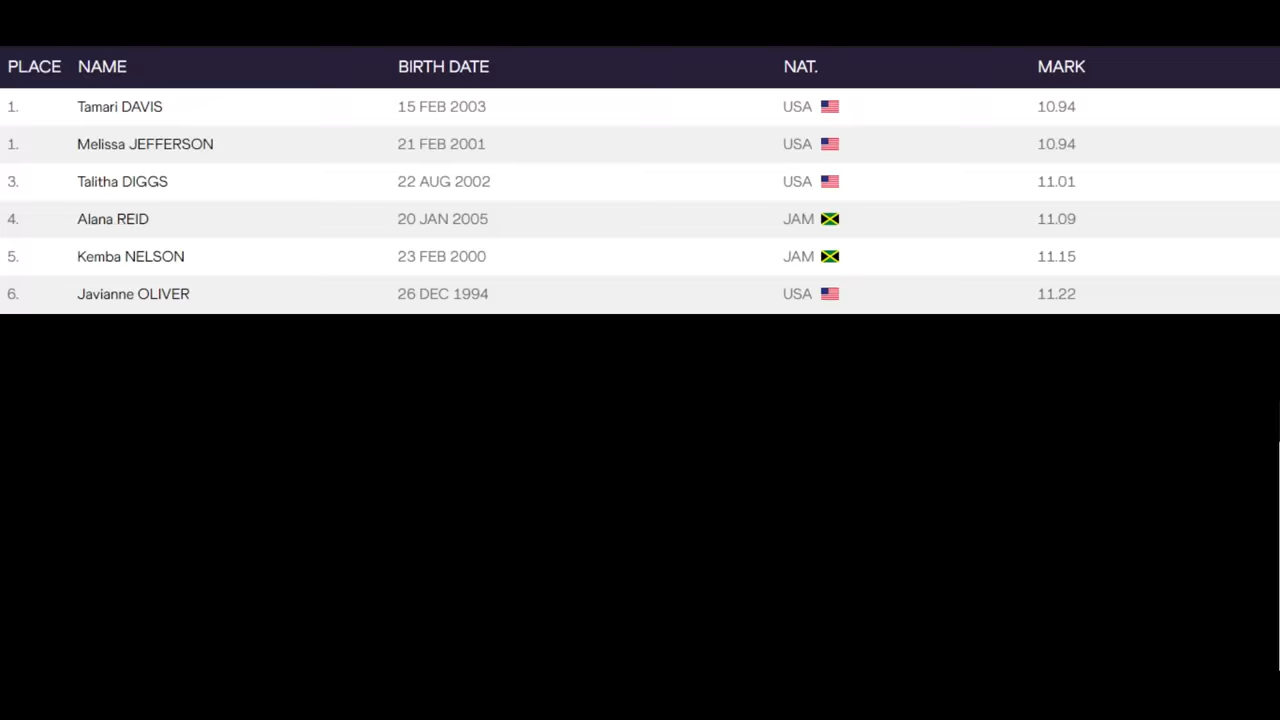 PLACE NAME BIRTH DATE NAT. MARK
1. Tamari DAVIS 15 FEB 2003 USA 10.94
1. Melissa JEFFERSON 21 FEB 2001 USA 10.94
3. Talitha DIGGS 22 AUG 2002 USA 11.01
4. Alana REID 20 JAN 2005 JAM 11.09
5. Kemba NELSON 23 FEB 2000 JAM 11.15
6. Javianne OLIVER 26 DEC 1994 USA 11.22